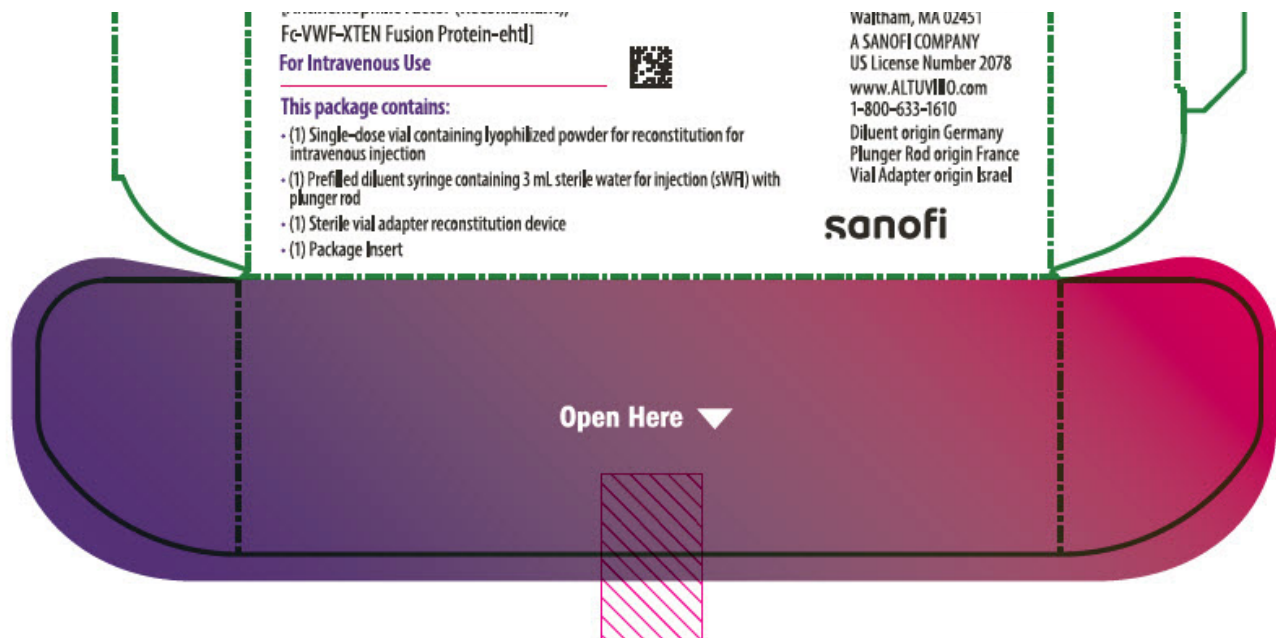 Fc-VWF-XTEN Fusion Protein-ehtl]
For Intravenous Use
This package contains:
• (1) Single-dose vial containing lyophilized powder for reconstitution for
intravenous injection
• (1) Prefilled diluent syringe containing 3 mL sterile water for injection (sWFI) with
plunger rod
• (1) Sterile vial adapter reconstitution device
• (1) Package Insert
Waltham, MA 02451
A SANOFI COMPANY
US License Number 2078
www.ALTUVIIIO.com
1-800-633-1610
Diluent origin Germany
Plunger Rod origin France
Vial Adapter origin Israel
sanofi
Open Here